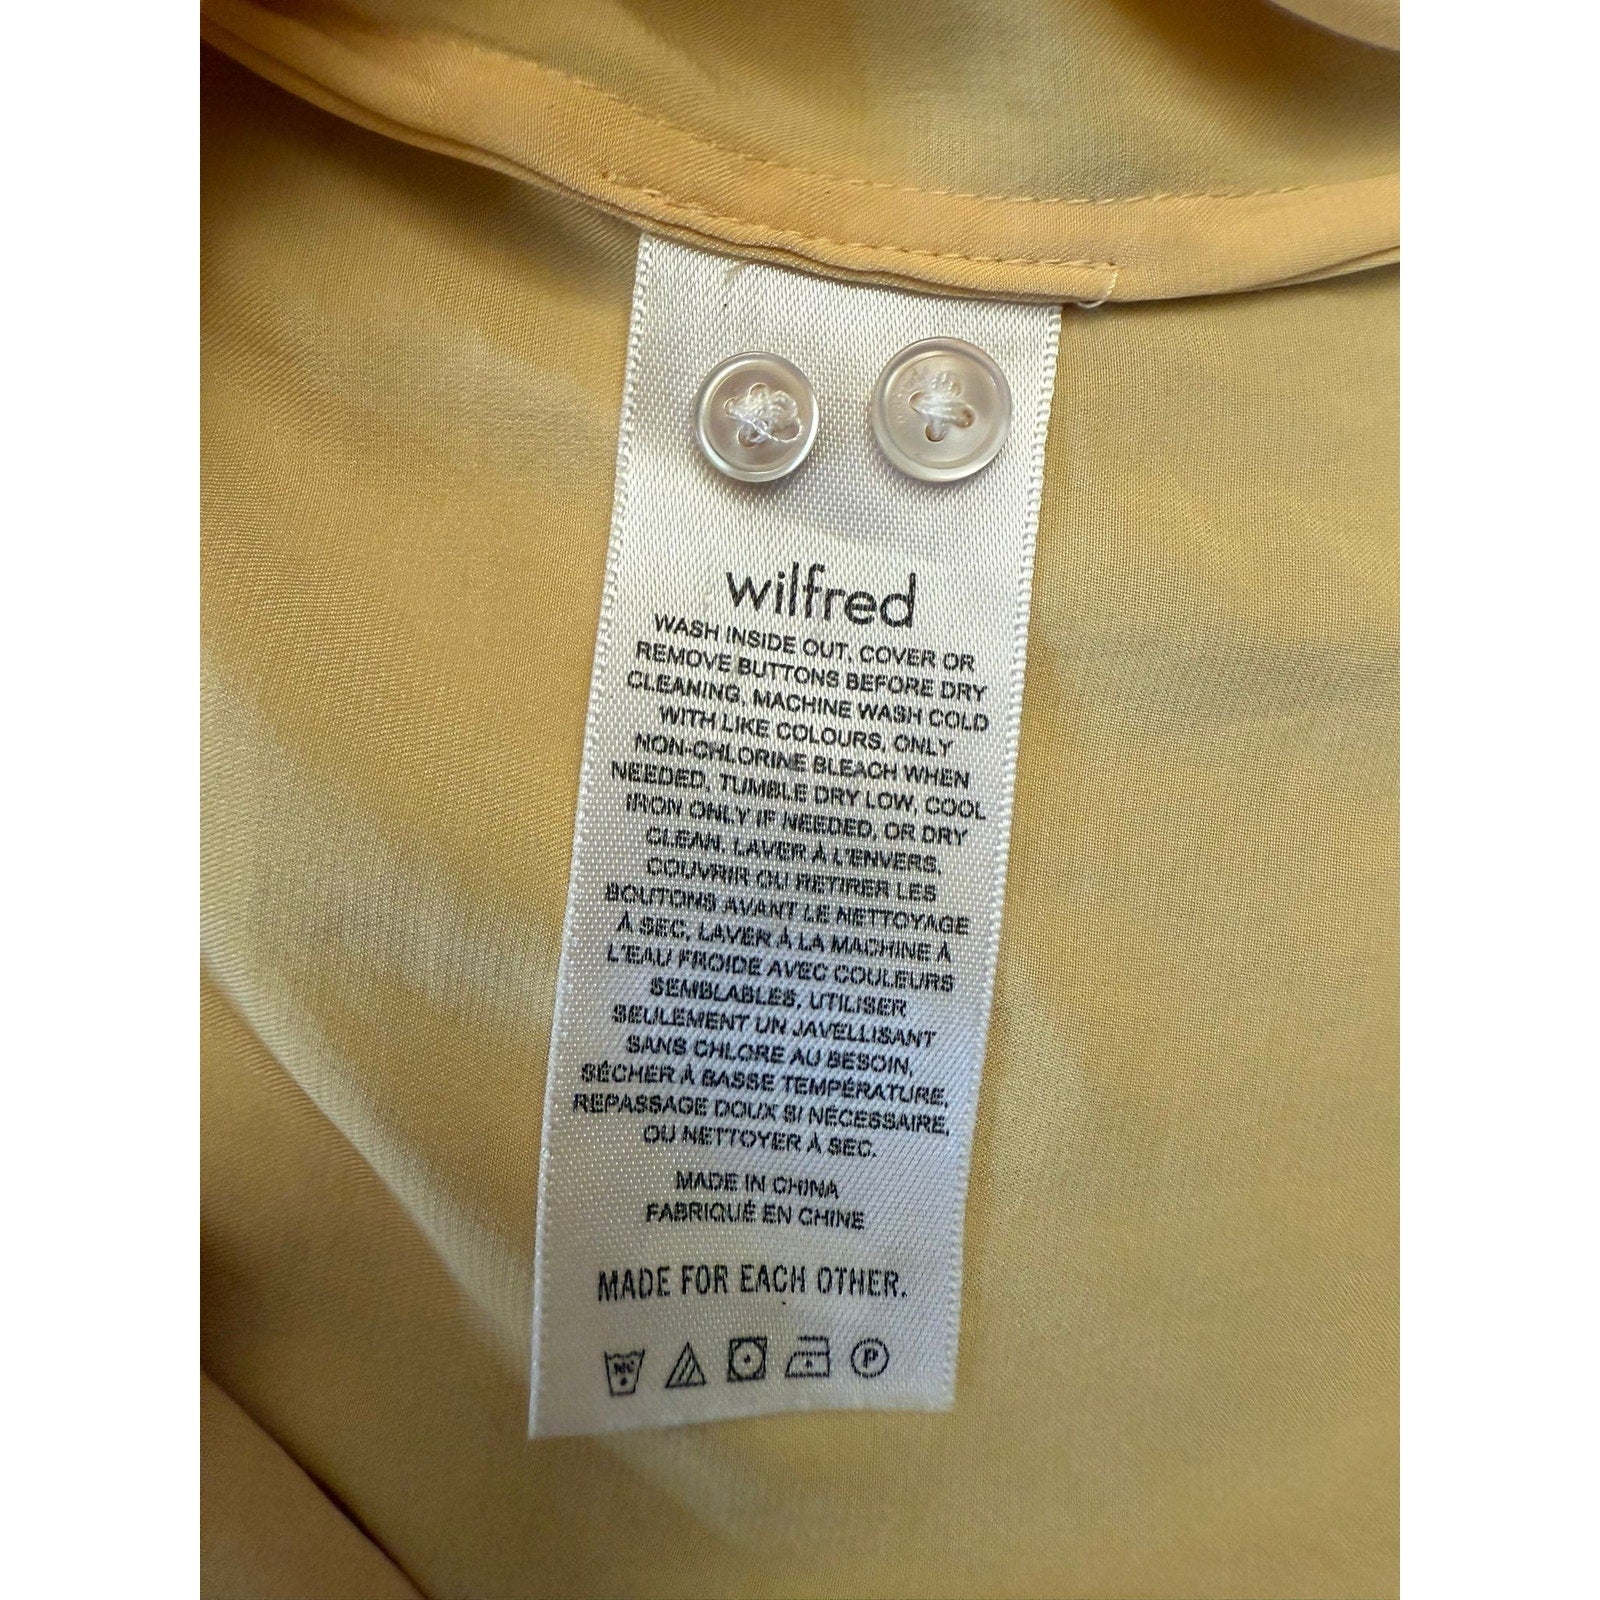 wilfred
WASH INSIDE OUT, COVER OR
REMOVE BUTTONS BEFORE DRY
CLEANING, MACHINE WASH COLD
WITH LIKE COLOURS, ONLY
NON-CHLORINE BLEACH WHEN
NEEDED, TUMBLE DRY LOW, COOL
IRON ONLY IF NEEDED, OR DRY
CLEAN. LAVER À L'ENVERS,
COUVRIR OU RETIRER LES
BOUTONS AVANT LE NETTOYAGE
À SEC, LAVER À LA MACHINE À
L'EAU FROIDE AVEC COULEURS
SEMBLABLES, UTILISER
SEULEMENT UN JAVELLISANT
SANS CHLORE AU BESOIN,
SÉCHER À BASSE TEMPÉRATURE,
REPASSAGE DOUX SI NÉCESSAIRE,
OU NETTOYER À SEC.
MADE IN CHINA
FABRIQUÉ EN CHINE
MADE FOR EACH OTHER.
P